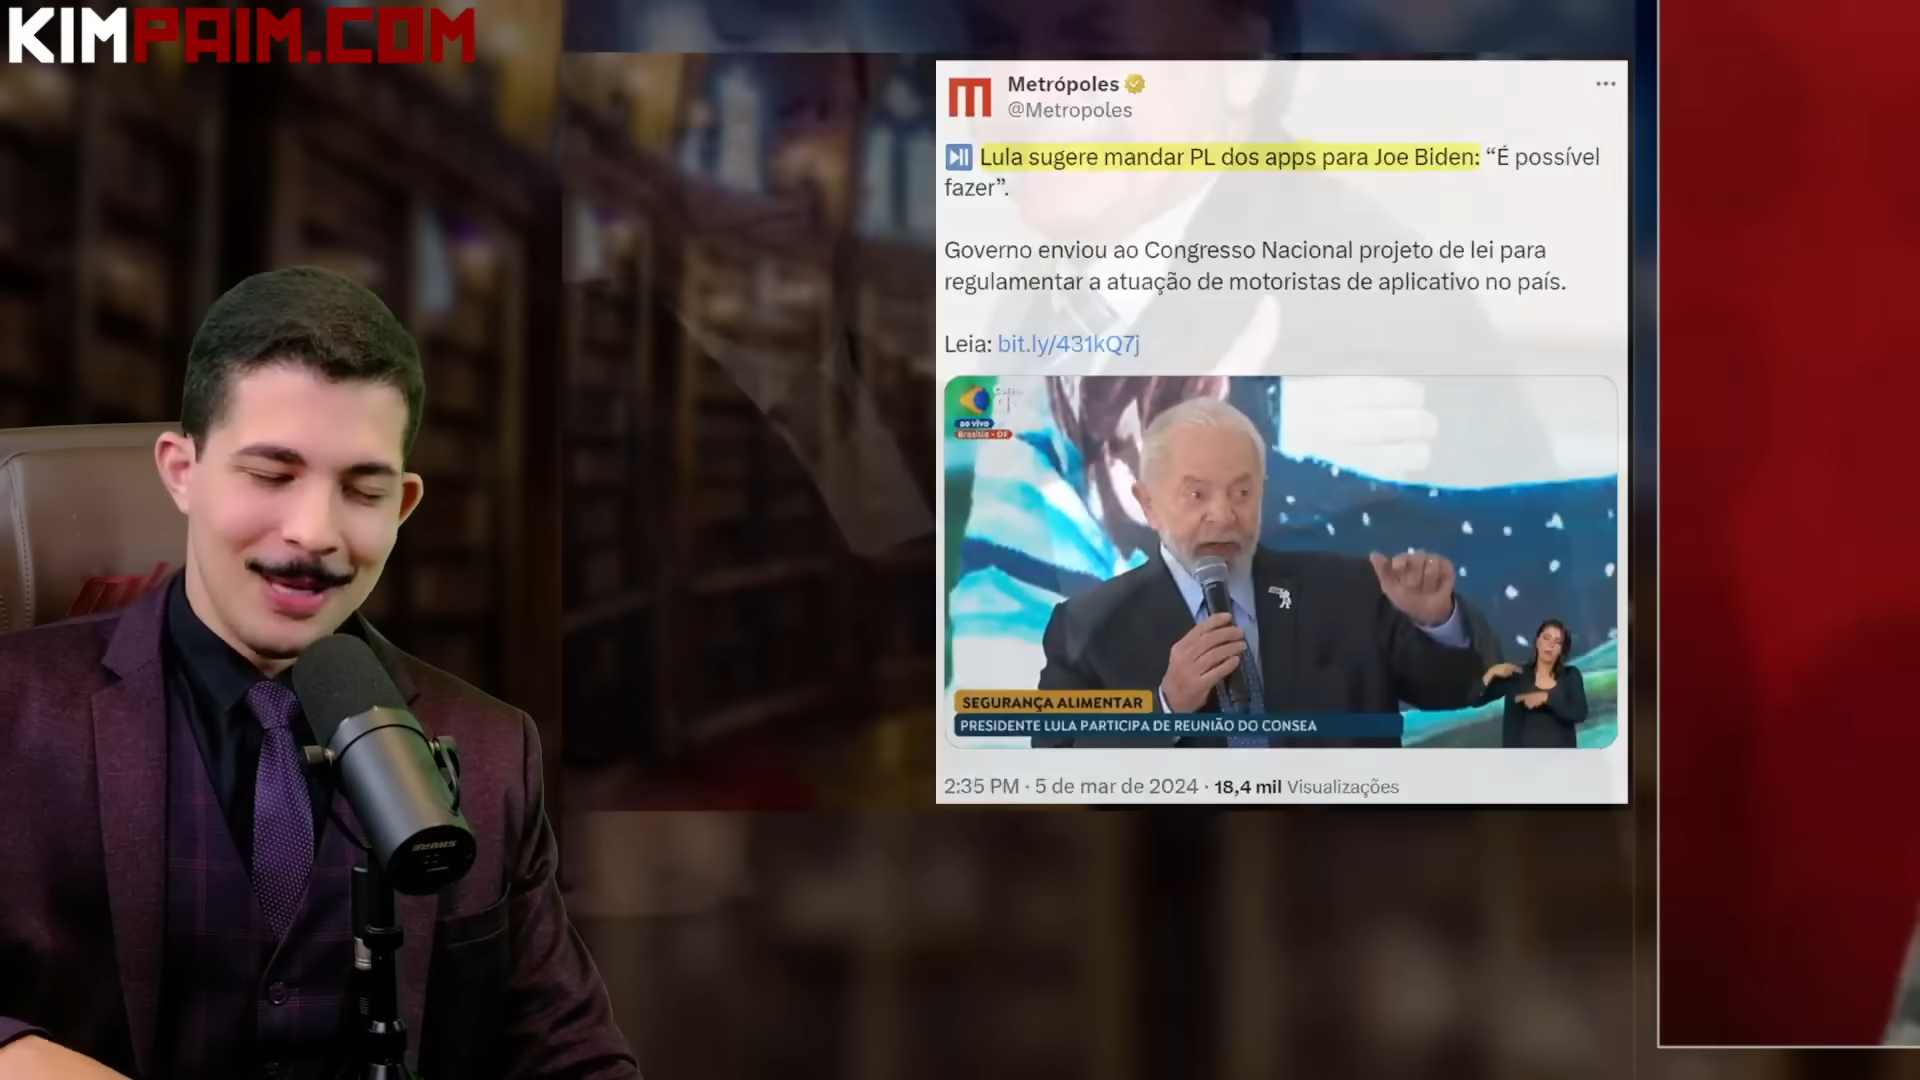 KIMPAIM.COM
Metrópoles
@Metropoles
Lula sugere mandar PL dos apps para Joe Biden: “É possível
fazer”.
Governo enviou ao Congresso Nacional projeto de lei para
regulamentar a atuação de motoristas de aplicativo no país.
Leia: bit.ly/431kQ7j
ao vivo
Brasília - DF
SEGURANÇA ALIMENTAR
PRESIDENTE LULA PARTICIPA DE REUNIÃO DO CONSEA
2:35 PM · 5 de mar de 2024 · 18,4 mil Visualizações
SHURE